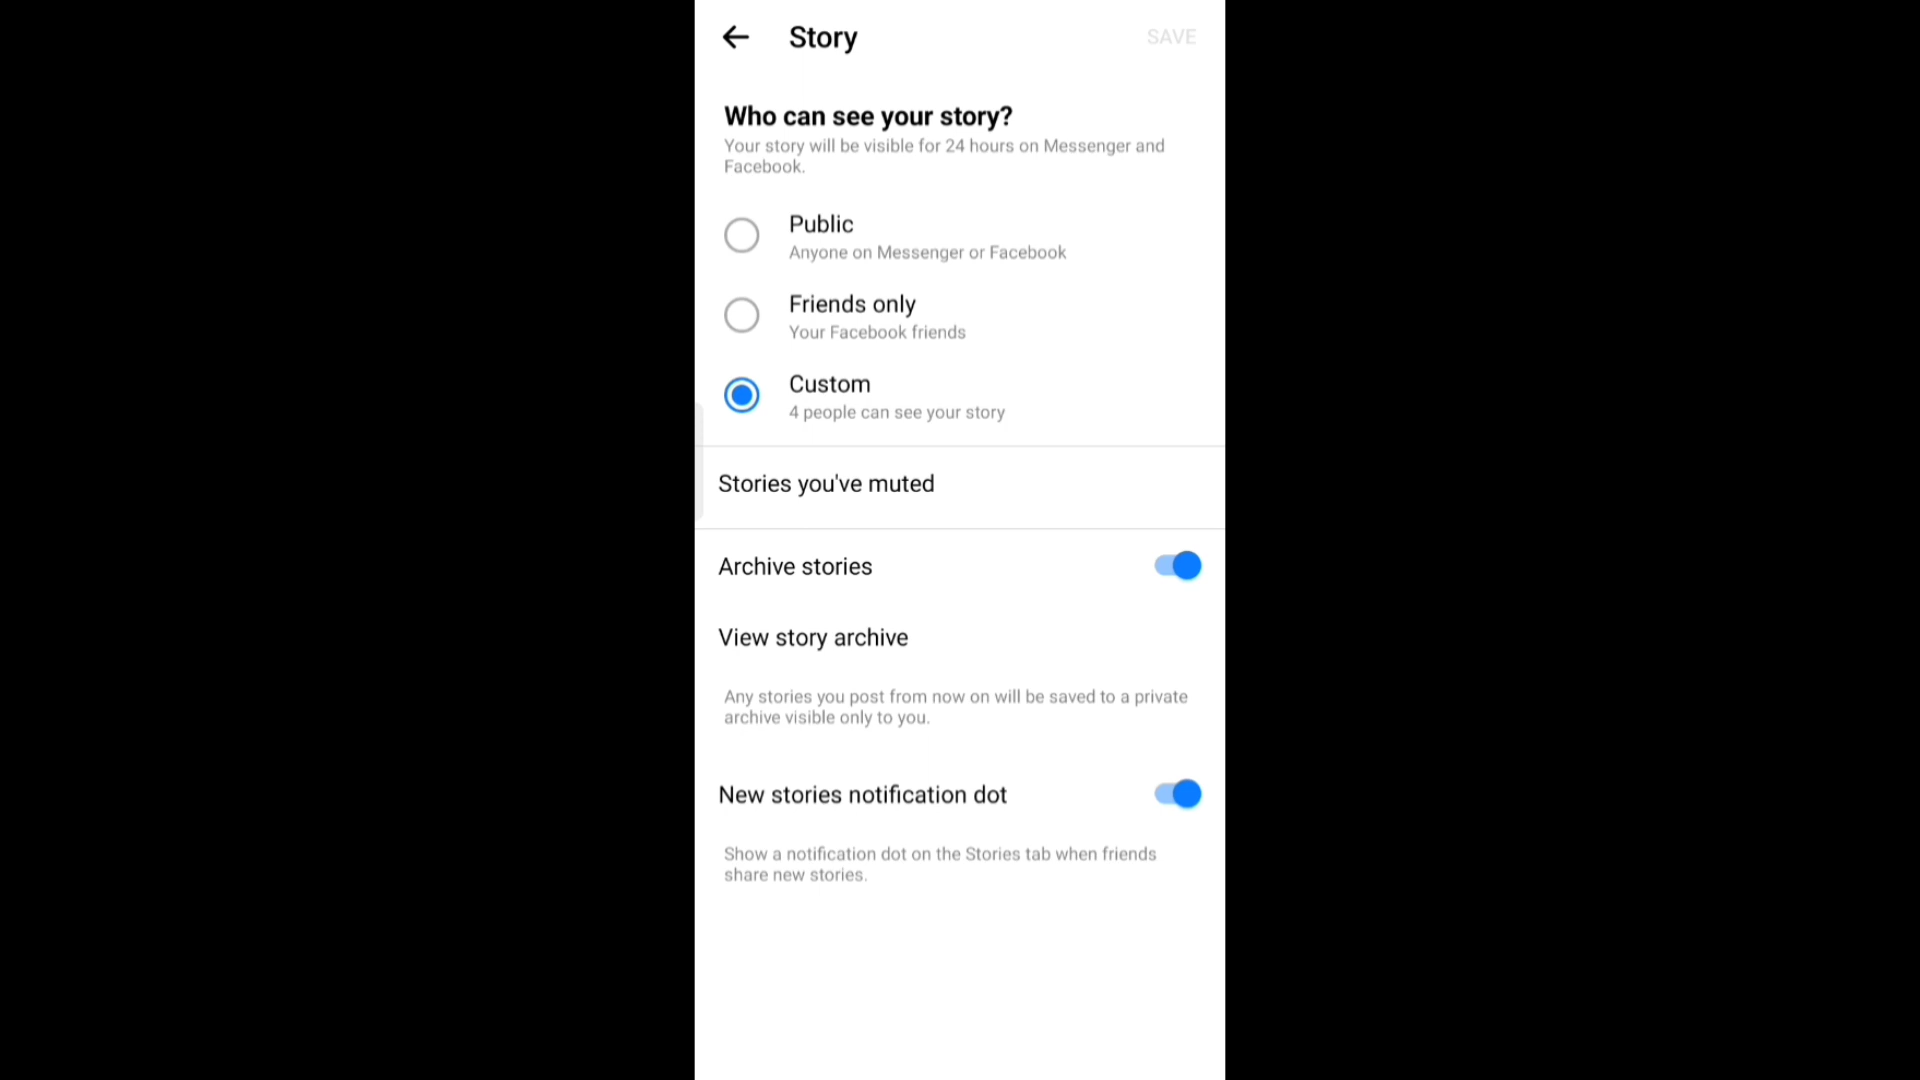 Story
SAVE
Who can see your story?
Your story will be visible for 24 hours on Messenger and
Facebook.
Public
Anyone on Messenger or Facebook
Friends only
Your Facebook friends
Custom
4 people can see your story
Stories you've muted
Archive stories
View story archive
Any stories you post from now on will be saved to a private
archive visible only to you.
New stories notification dot
Show a notification dot on the Stories tab when friends
share new stories.